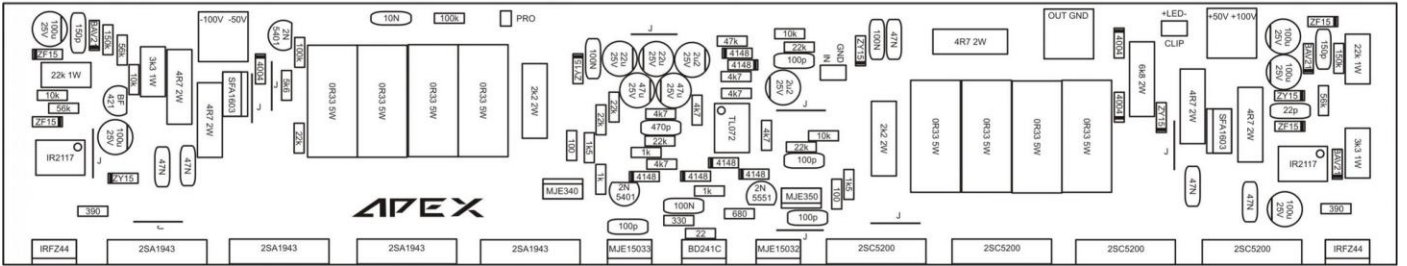 100u 25V
150p
BAV21
150k
56k
ZF15
22k 1W
10k
56k
ZF15
10k
3k3 1W
4R7 2W
BF 421
100u 25V
IR2117
J
ZY15
47N
47N
390
J
-100V -50V
4R7 2W
SFA1603
J
4004
J
2N 5401
100k
5k6
22k
0R33 5W
0R33 5W
0R33 5W
0R33 5W
10N
100k
PRO
2k2 2W
APEX
ZY15
100N
J
22u 25V
22u 25V
2u2 25V
47u 25V
47u 25V
22k
22k
4k7
4k7
470p
22k
1k
4k7
100
1k5
1k
MJE340
4148
2N 5401
100p
47k
4148
4148
4k7
4k7
TL072
4148
4148
4148
1k
100N
330
22
680
2N 5551
4k7
10k
22k
100p
2u2 25V
J
10k
22k
100p
J
MJE350
100p
J
1k5
100
GND
IN
ZY15
100N
47N
2k2 2W
J
4R7 2W
0R33 5W
0R33 5W
0R33 5W
0R33 5W
OUT GND
4004
4004
6k8 2W
ZY15
J
+LED-
CLIP
4R7 2W
SFA1603
4R7 2W
47N
47N
+50V +100V
100u 25V
100u 25V
ZF15
BAV21
150p
150k
22k 1W
ZY15
22p
56k
ZF15
IR2117
BAV21
3k3 1W
100u 25V
390
IRFZ44
2SA1943
2SA1943
2SA1943
2SA1943
MJE15033
BD241C
MJE15032
2SC5200
2SC5200
2SC5200
2SC5200
IRFZ44